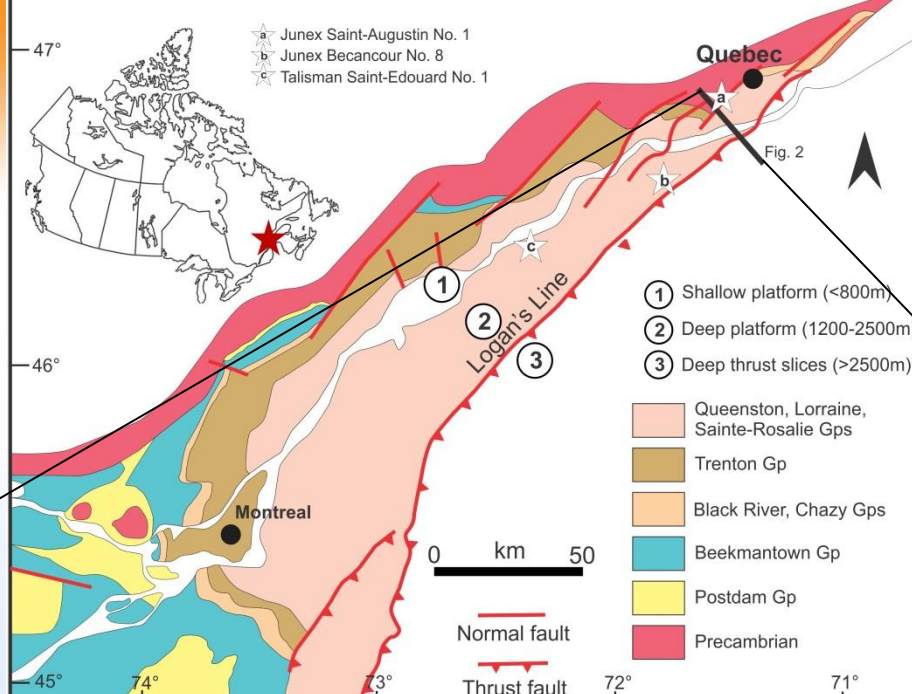 47°
a Junex Saint-Augustin No. 1
b Junex Becancour No. 8
c Talisman Saint-Edouard No. 1
Quebec
a
Fig. 2
b
c
1
2
Logan's Line
3
46°
1 Shallow platform (<800m)
2 Deep platform (1200-2500m
3 Deep thrust slices (>2500m)
Queenston, Lorraine,
Sainte-Rosalie Gps
Trenton Gp
Black River, Chazy Gps
Beekmantown Gp
Postdam Gp
Precambrian
Montreal
0 km 50
Normal fault
Thrust fault
45° 74° 73° 72° 71°